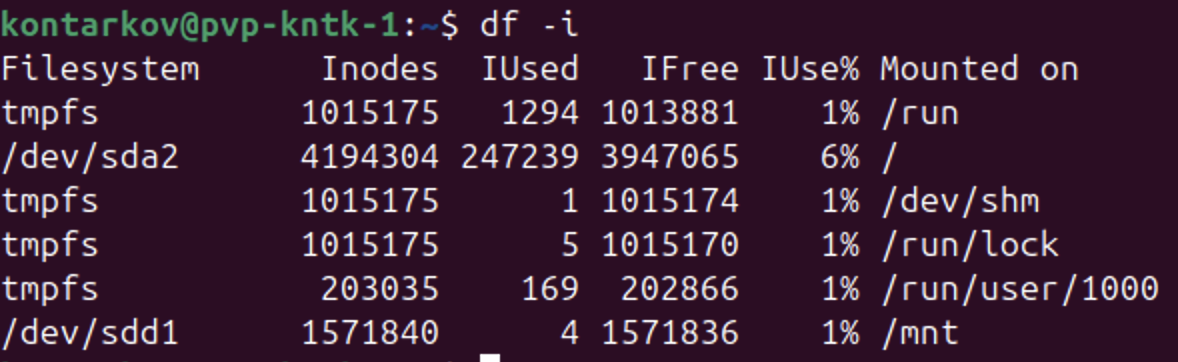 kontarkov@pvp-kntk-1:~$ df -i
Filesystem Inodes IUsed IFree IUse% Mounted on
tmpfs 1015175 1294 1013881 1% /run
/dev/sda2 4194304 247239 3947065 6% /
tmpfs 1015175 1 1015174 1% /dev/shm
tmpfs 1015175 5 1015170 1% /run/lock
tmpfs 203035 169 202866 1% /run/user/1000
/dev/sdd1 1571840 4 1571836 1% /mnt